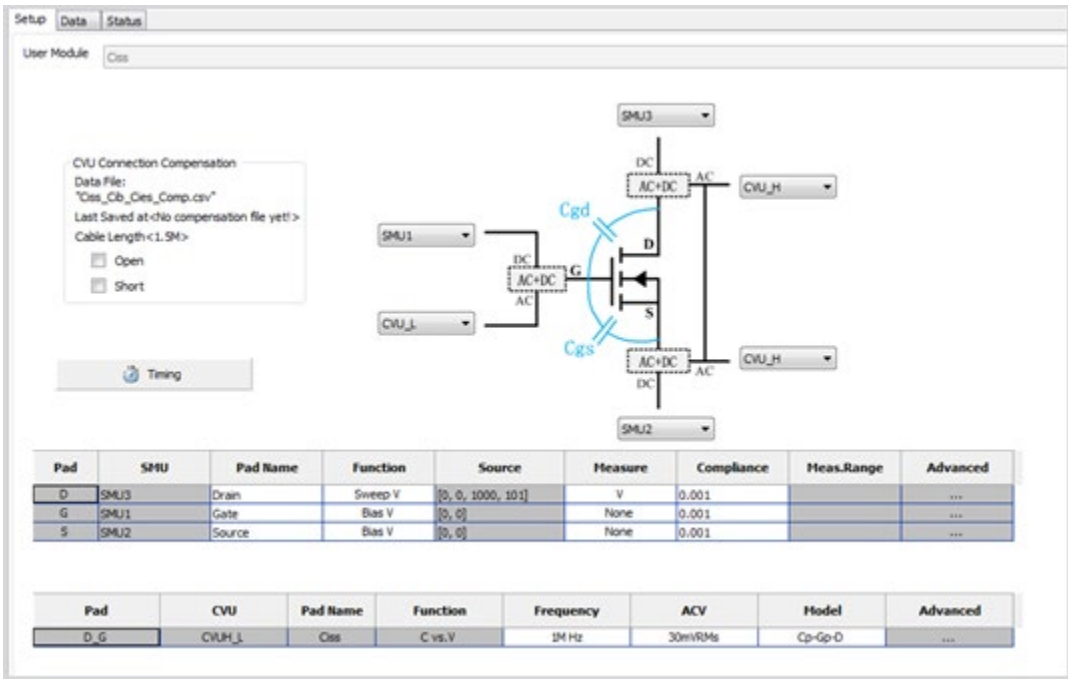 Setup Data Status
User Module Ciss
SMU3
CVU Connection Compensation
Data File:
"Ciss_Cib_Cies_Comp.csv"
Last Saved at<No compensation file yet!>
Cable Length<1.5M>
Open
Short
DC
AC+DC AC CVU_H
Cgd
SMU1
D
DC
AC+DC G
AC
S
CVU_L
Cgs
AC+DC AC CVU_H
DC
Timing
SMU2
Pad SMU Pad Name Function Source Measure Compliance Meas.Range Advanced
D SMU3 Drain Sweep V [0, 0, 1000, 101] V 0.001 ...
G SMU1 Gate Bias V [0, 0] None 0.001 ...
S SMU2 Source Bias V [0, 0] None 0.001 ...
Pad CVU Pad Name Function Frequency ACV Model Advanced
D_G CVUH_L Ciss C vs.V 1M Hz 30mVRMs Cp-Gp-D ...